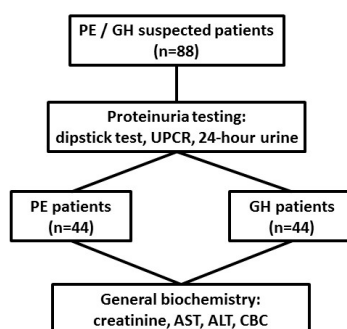 PE / GH suspected patients
(n=88)
Proteinuria testing:
dipstick test, UPCR, 24-hour urine
PE patients
(n=44)
GH patients
(n=44)
General biochemistry:
creatinine, AST, ALT, CBC